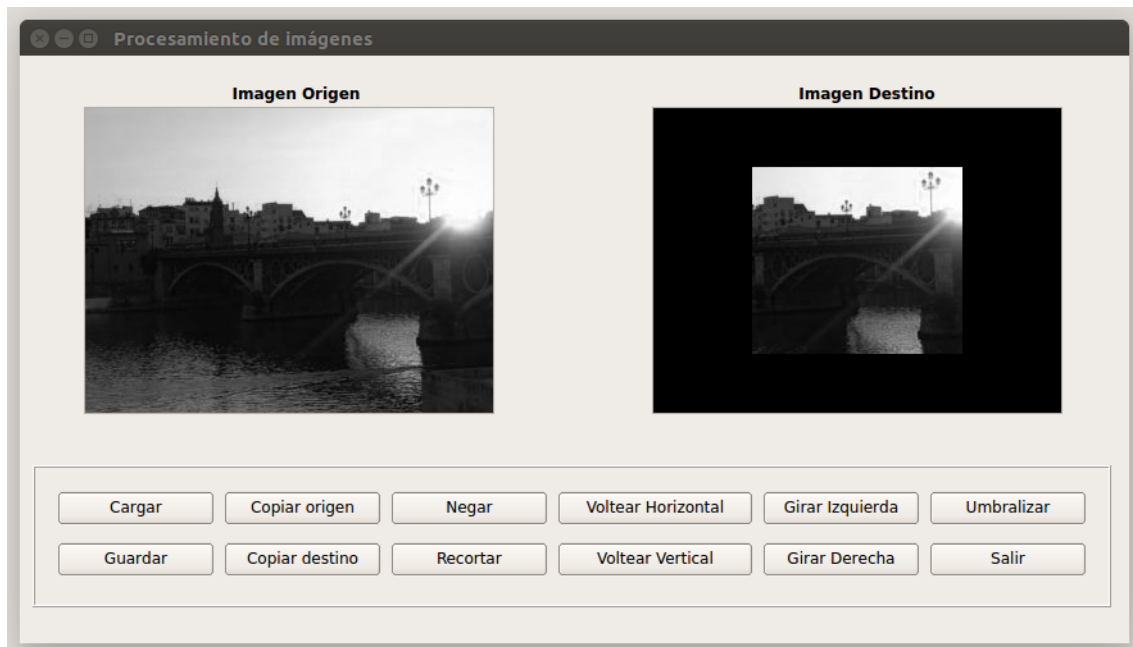 Procesamiento de imágenes
Imagen Origen
Imagen Destino
Cargar
Copiar origen
Negar
Voltear Horizontal
Girar Izquierda
Umbralizar
Guardar
Copiar destino
Recortar
Voltear Vertical
Girar Derecha
Salir